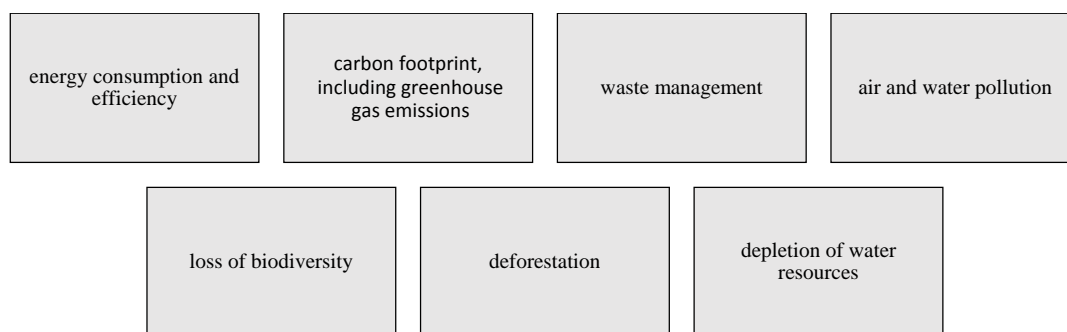 energy consumption and
efficiency
carbon footprint,
including greenhouse
gas emissions
waste management
air and water pollution
loss of biodiversity
deforestation
depletion of water
resources